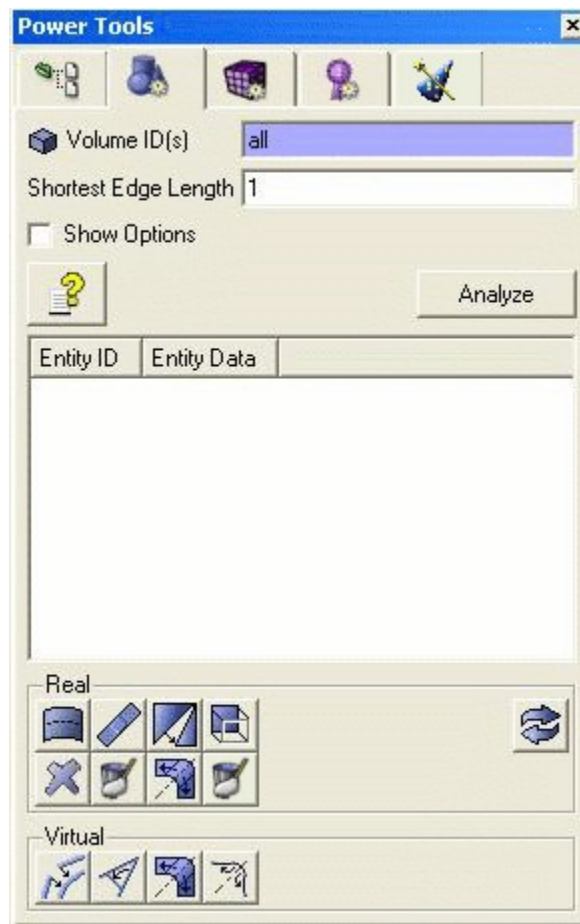 Power Tools
Volume ID(s) all
Shortest Edge Length 1
Show Options
Analyze
Entity ID Entity Data
Real
Virtual